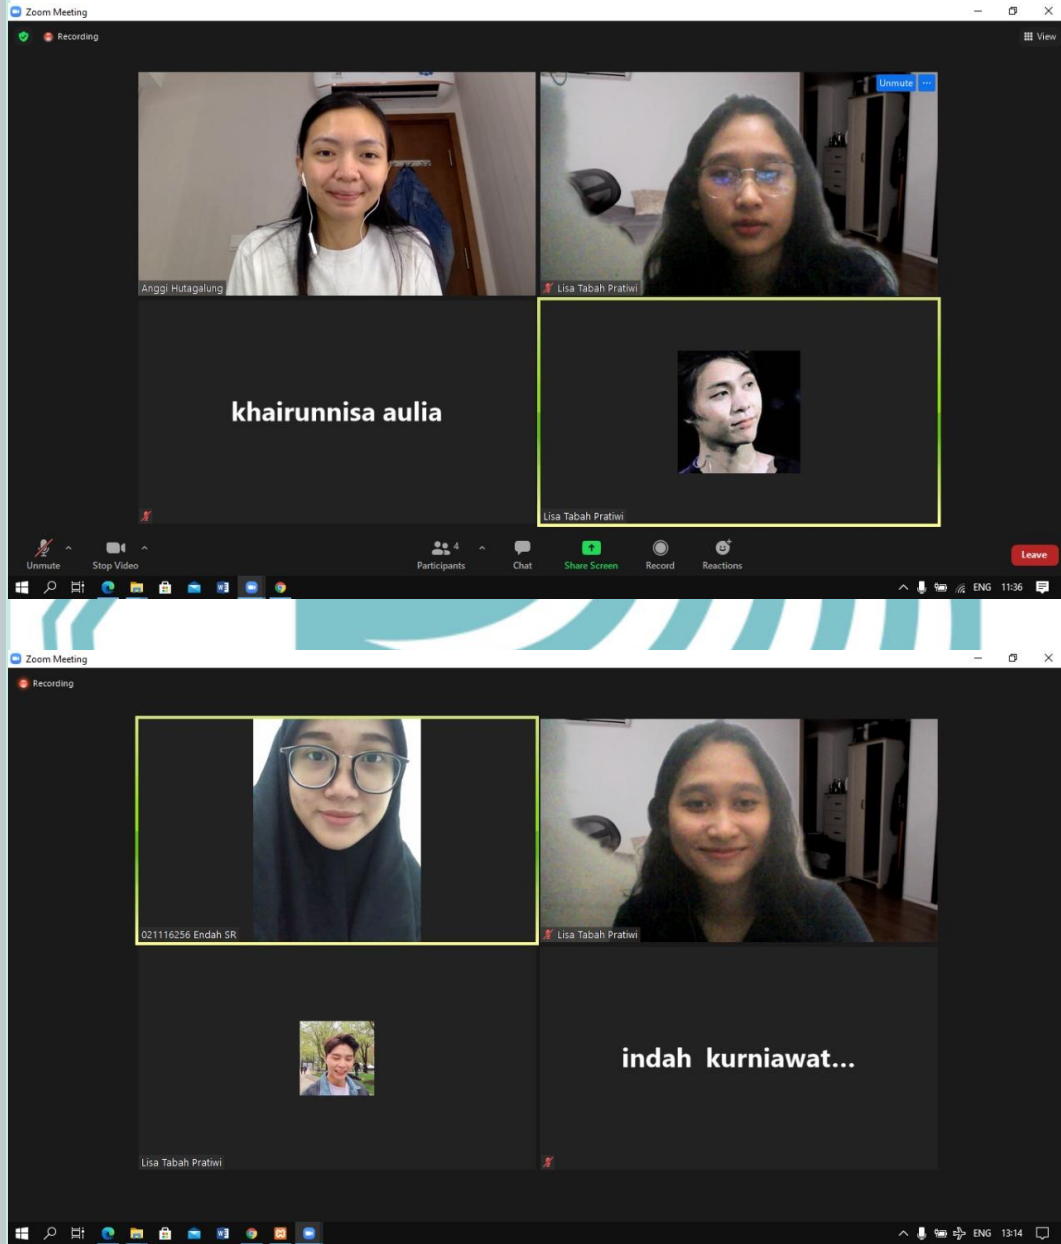 Zoom Meeting
Recording
View
Unmute ...
Anggi Hutagalung
Lisa Tabah Pratiwi
khairunnisa aulia
Lisa Tabah Pratiwi
4
Unmute
Stop Video
Participants
Chat
Share Screen
Record
Reactions
Leave
ENG 11:36
Zoom Meeting
Recording
021116256 Endah SR
Lisa Tabah Pratiwi
indah kurniawat...
Lisa Tabah Pratiwi
ENG 13:14